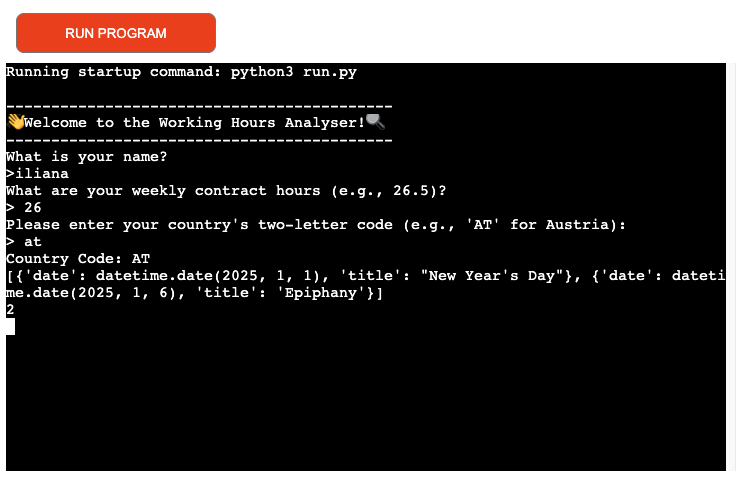 RUN PROGRAM
Running startup command: python3 run.py
-------------------------------------------
👋Welcome to the Working Hours Analyser!🔍
-------------------------------------------
What is your name?
>iliana
What are your weekly contract hours (e.g., 26.5)?
> 26
Please enter your country's two-letter code (e.g., 'AT' for Austria):
> at
Country Code: AT
[{'date': datetime.date(2025, 1, 1), 'title': "New Year's Day"}, {'date': dateti
me.date(2025, 1, 6), 'title': 'Epiphany'}]
2